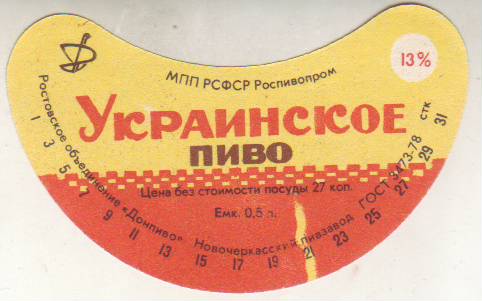 МПП РСФСР Роспивопром
13%
УКРАИНСКОЕ
ПИВО
Цена без стоимости посуды 27 коп.
Емк. 0,5 л.
Ростовское объединение «Донпиво» Новочеркасский пивзавод ГОСТ 3473-78 стк
1 3 5 7 9 11 13 15 17 19 21 23 25 27 29 31